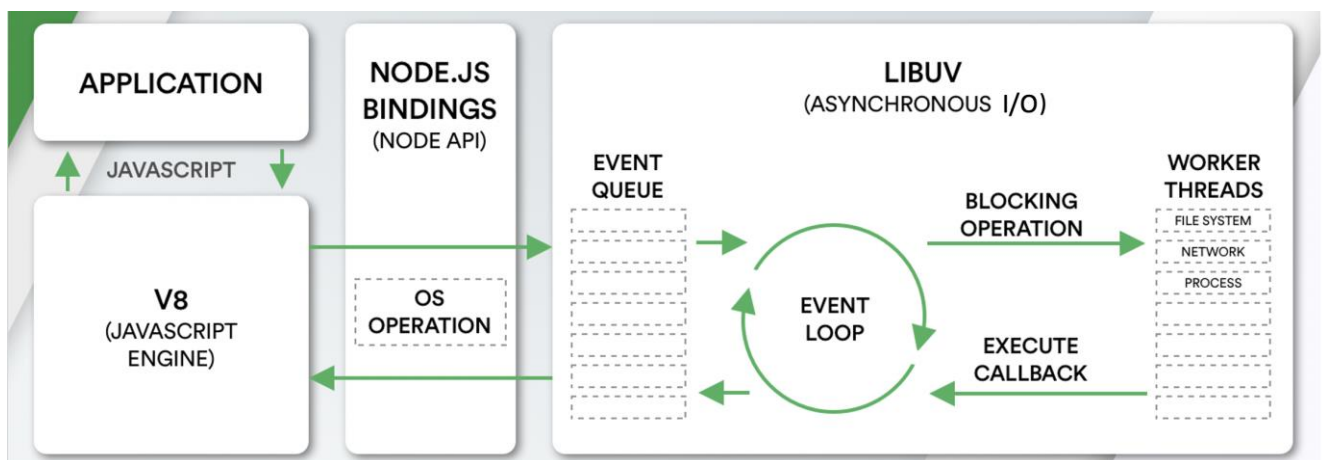 APPLICATION
JAVASCRIPT
V8
(JAVASCRIPT
ENGINE)
NODE.JS
BINDINGS
(NODE API)
OS
OPERATION
LIBUV
(ASYNCHRONOUS I/O)
EVENT
QUEUE
EVENT
LOOP
BLOCKING
OPERATION
EXECUTE
CALLBACK
WORKER
THREADS
FILE SYSTEM
NETWORK
PROCESS